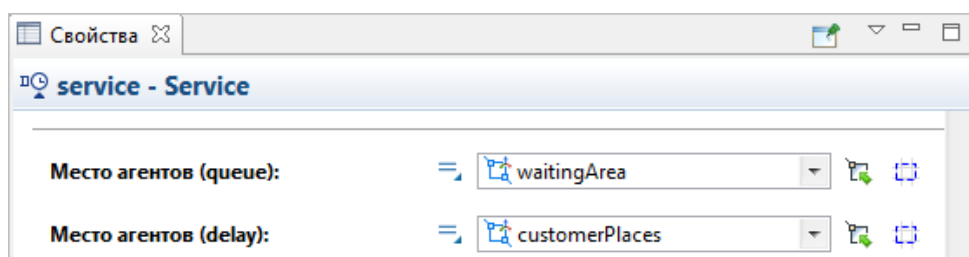 Свойства
service - Service
Место агентов (queue): waitingArea
Место агентов (delay): customerPlaces